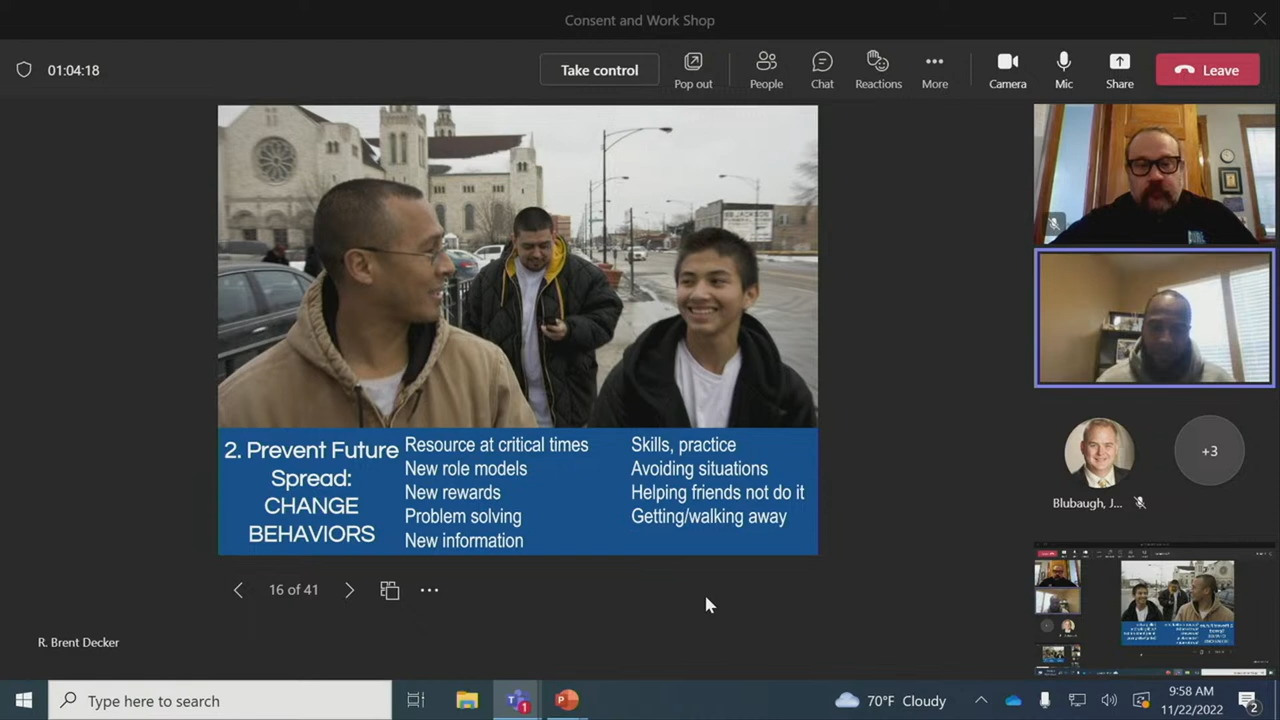 Consent and Work Shop
01:04:18
Take control
Pop out
People
Chat
Reactions
More
Camera
Mic
Share
Leave
2. Prevent Future
Spread:
CHANGE
BEHAVIORS
Resource at critical times
New role models
New rewards
Problem solving
New information
Skills, practice
Avoiding situations
Helping friends not do it
Getting/walking away
Blubaugh, J...
+3
16 of 41
R. Brent Decker
Type here to search
1
70°F Cloudy
9:58 AM
11/22/2022
2